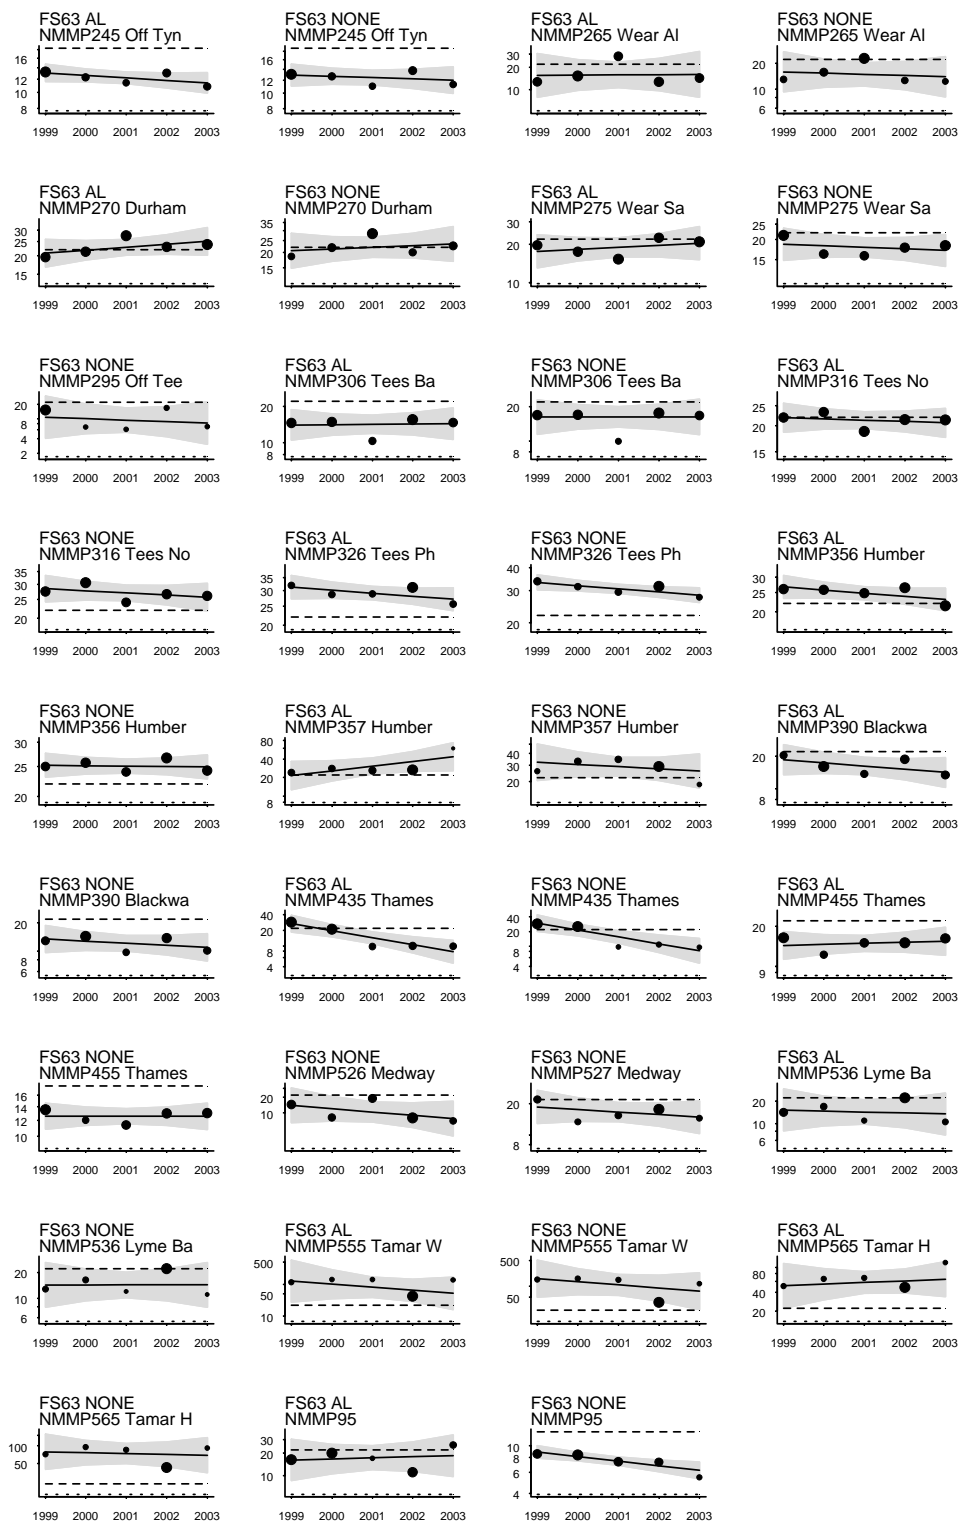 FS63 AL FS63 NONE FS63 AL FS63 NONE
NMMP245 Off Tyn NMMP245 Off Tyn NMMP265 Wear Al NMMP265 Wear Al
16 12 10 8 16 12 10 8 30 20 10 20 10 6
1999 2000 2001 2002 2003 1999 2000 2001 2002 2003 1999 2000 2001 2002 2003 1999 2000 2001 2002 2003
FS63 AL FS63 NONE FS63 AL FS63 NONE
NMMP270 Durham NMMP270 Durham NMMP275 Wear Sa NMMP275 Wear Sa
30 25 20 15 35 25 20 15 30 20 10 25 20 15
1999 2000 2001 2002 2003 1999 2000 2001 2002 2003 1999 2000 2001 2002 2003 1999 2000 2001 2002 2003
FS63 NONE FS63 AL FS63 NONE FS63 AL
NMMP295 Off Tee NMMP306 Tees Ba NMMP306 Tees Ba NMMP316 Tees No
20 8 4 2 20 10 8 20 8 25 20 15
1999 2000 2001 2002 2003 1999 2000 2001 2002 2003 1999 2000 2001 2002 2003 1999 2000 2001 2002 2003
FS63 NONE FS63 AL FS63 NONE FS63 AL
NMMP316 Tees No NMMP326 Tees Ph NMMP326 Tees Ph NMMP356 Humber
35 30 25 20 35 30 25 20 40 30 20 30 25 20
1999 2000 2001 2002 2003 1999 2000 2001 2002 2003 1999 2000 2001 2002 2003 1999 2000 2001 2002 2003
FS63 NONE FS63 AL FS63 NONE FS63 AL
NMMP356 Humber NMMP357 Humber NMMP357 Humber NMMP390 Blackwa
30 25 20 80 40 20 8 40 30 20 20 8
1999 2000 2001 2002 2003 1999 2000 2001 2002 2003 1999 2000 2001 2002 2003 1999 2000 2001 2002 2003
FS63 NONE FS63 AL FS63 NONE FS63 AL
NMMP390 Blackwa NMMP435 Thames NMMP435 Thames NMMP455 Thames
20 8 6 40 20 8 4 40 20 8 4 20 9
1999 2000 2001 2002 2003 1999 2000 2001 2002 2003 1999 2000 2001 2002 2003 1999 2000 2001 2002 2003
FS63 NONE FS63 NONE FS63 NONE FS63 AL
NMMP455 Thames NMMP526 Medway NMMP527 Medway NMMP536 Lyme Ba
16 14 12 10 20 10 20 8 20 10 6
1999 2000 2001 2002 2003 1999 2000 2001 2002 2003 1999 2000 2001 2002 2003 1999 2000 2001 2002 2003
FS63 NONE FS63 AL FS63 NONE FS63 AL
NMMP536 Lyme Ba NMMP555 Tamar W NMMP555 Tamar W NMMP565 Tamar H
20 10 6 500 50 10 500 50 80 40 20
1999 2000 2001 2002 2003 1999 2000 2001 2002 2003 1999 2000 2001 2002 2003 1999 2000 2001 2002 2003
FS63 NONE FS63 AL FS63 NONE
NMMP565 Tamar H NMMP95 NMMP95
100 50 30 20 10 10 8 6 4
1999 2000 2001 2002 2003 1999 2000 2001 2002 2003 1999 2000 2001 2002 2003